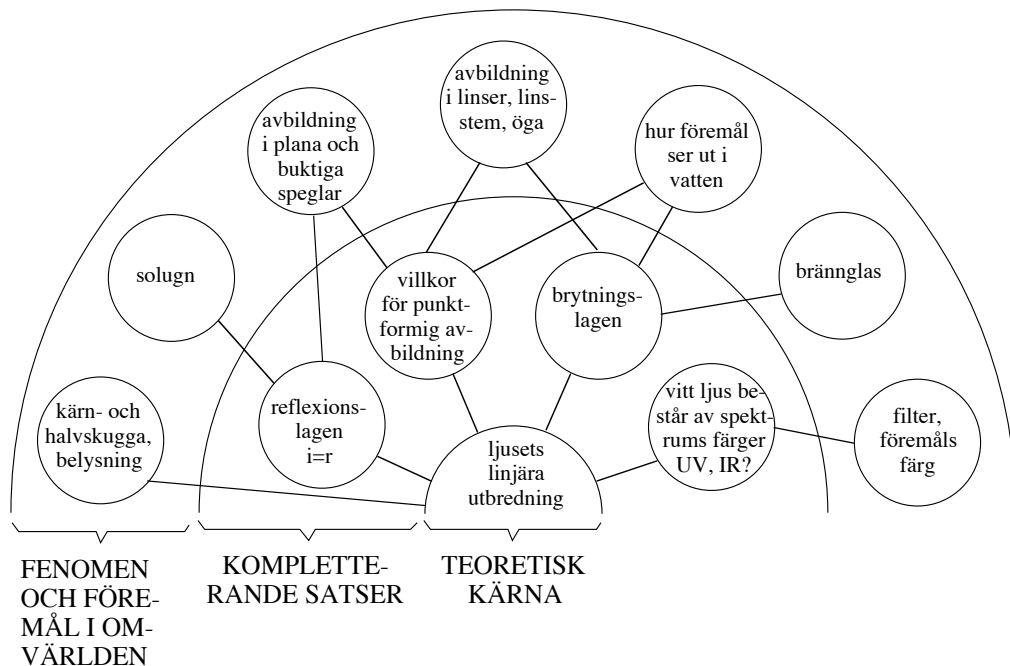 avbildning
i linser, lins-
stem, öga
avbildning
i plana och
buktiga
speglar
hur föremål
ser ut i
vatten
solugn
villkor
för punkt-
formig av-
bildning
brytnings-
lagen
brännglas
kärn- och
halvskugga,
belysning
reflexions-
lagen
i=r
ljusets
linjära
utbredning
vitt ljus be-
står av spekt-
rums färger
UV, IR?
filter,
föremåls
färg
FENOMEN
OCH FÖRE-
MÅL I OM-
VÄRLDEN
KOMPLETTE-
RANDE SATSER
TEORETISK
KÄRNA